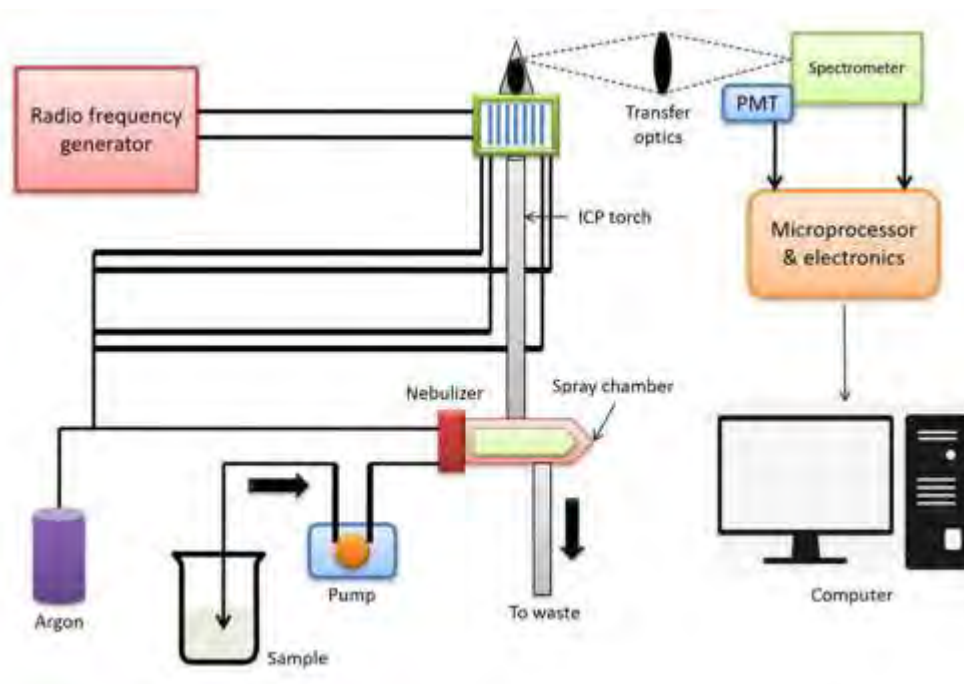 Radio frequency
generator
Spectrometer
PMT
Transfer
optics
ICP torch
Microprocessor
& electronics
Nebulizer
Spray chamber
Argon
Sample
Pump
To waste
Computer